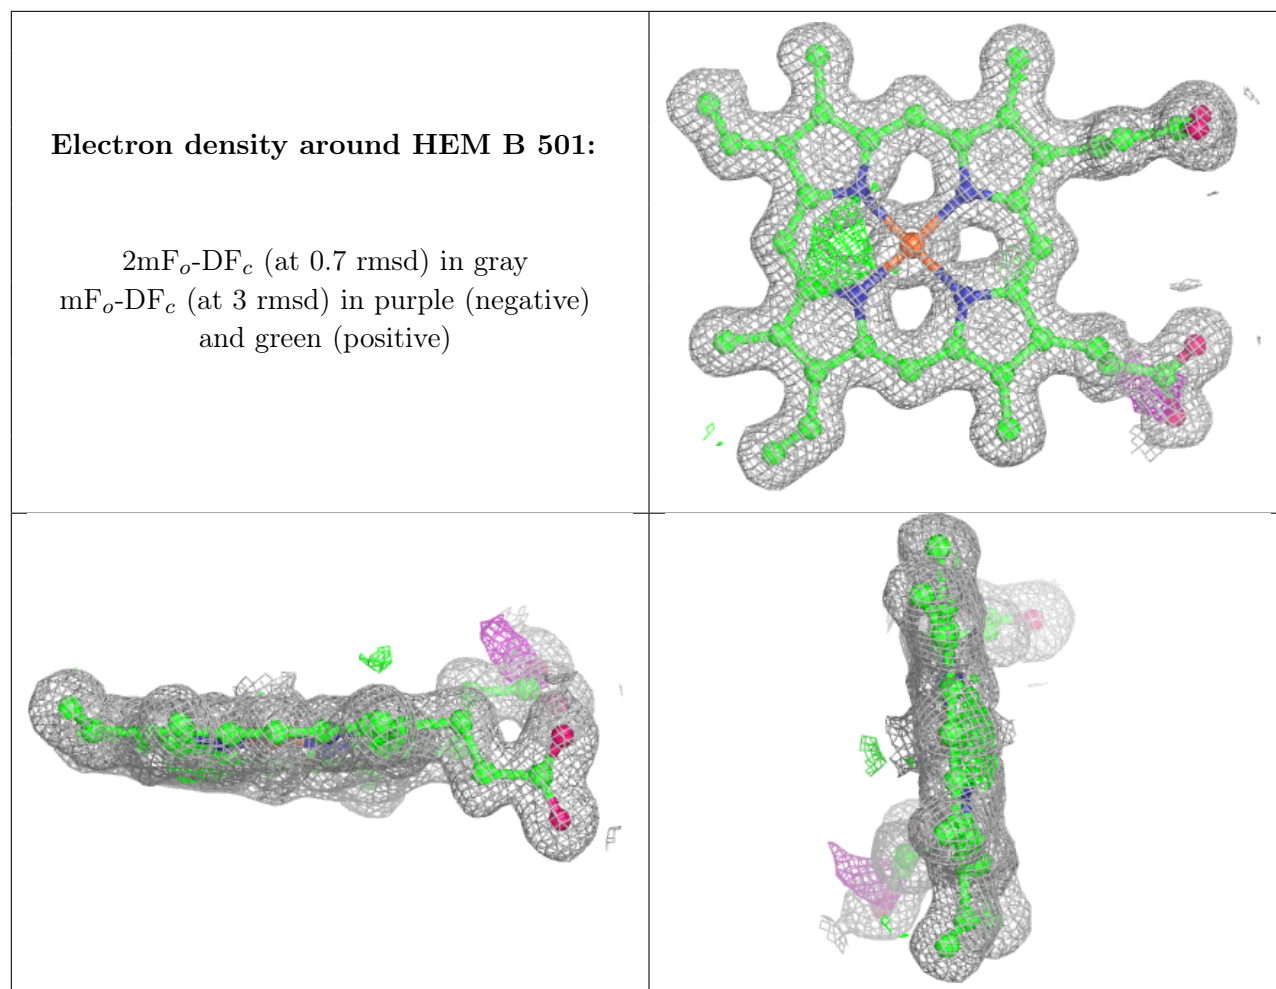 Electron density around HEM B 501:
2mFo-DFc (at 0.7 rmsd) in gray
mFo-DFc (at 3 rmsd) in purple (negative)
and green (positive)